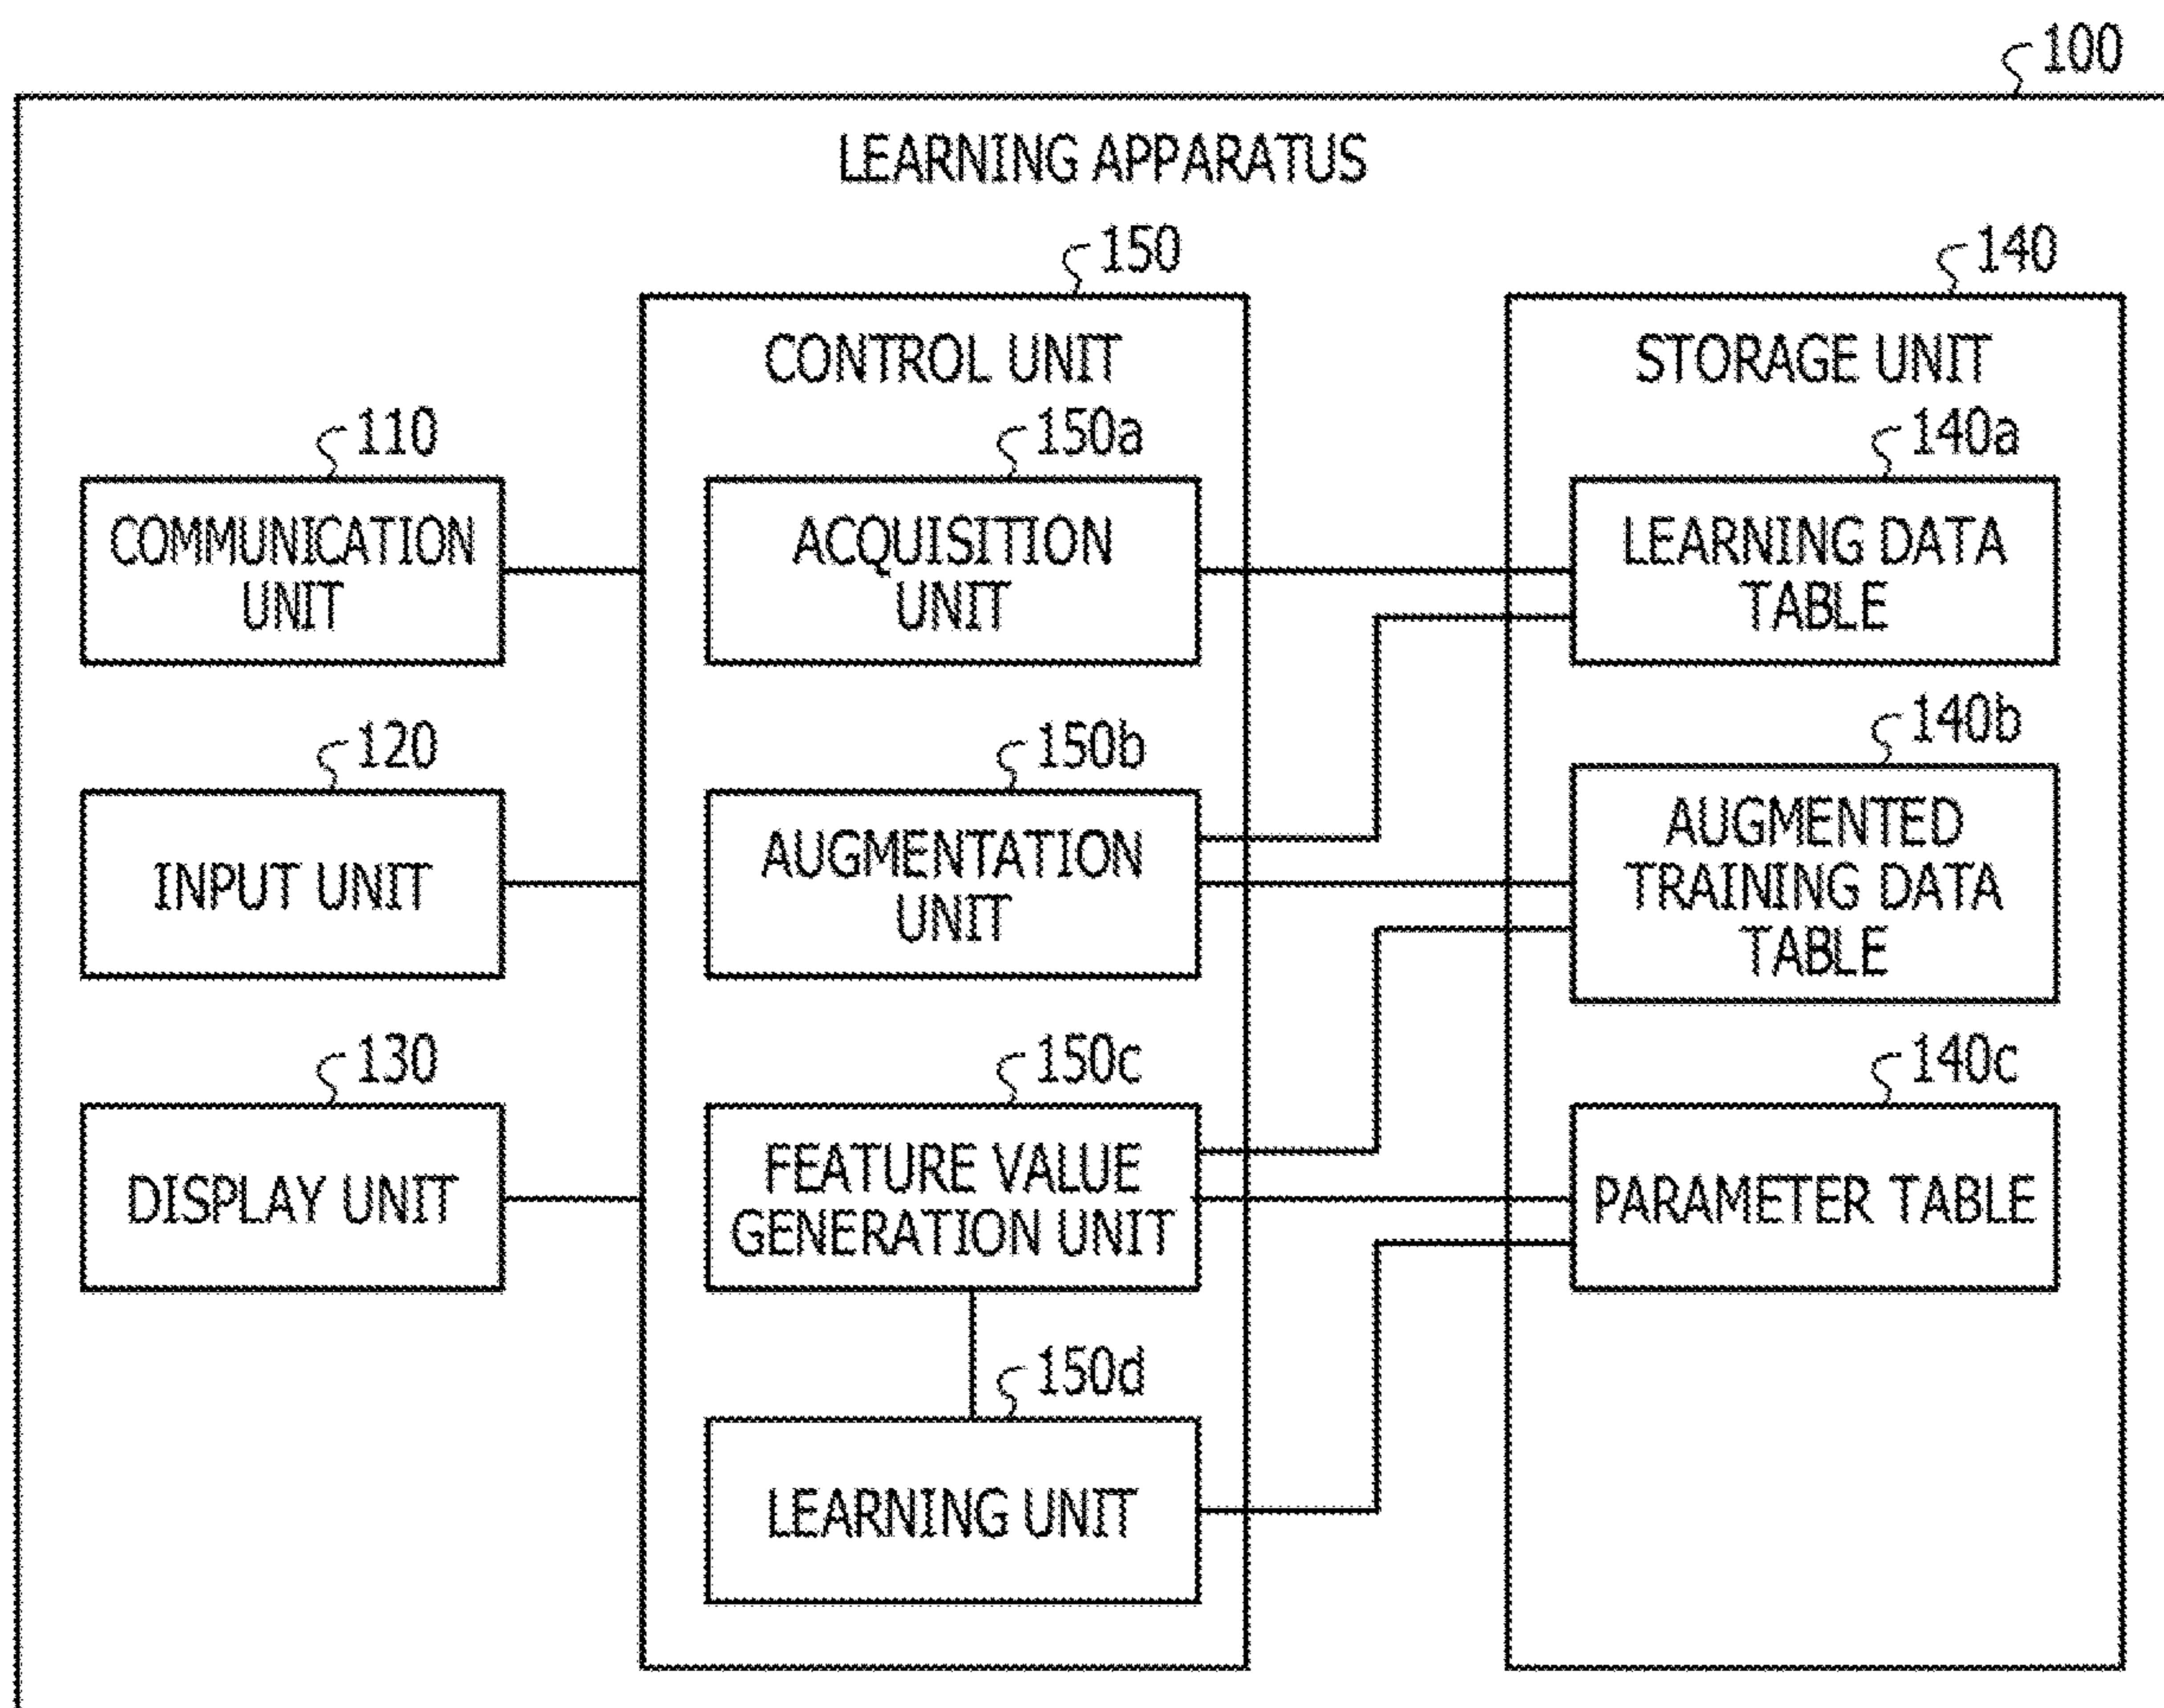 100
LEARNING APPARATUS
150
CONTROL UNIT
140
STORAGE UNIT
110
COMMUNICATION
UNIT
150a
ACQUISITION
UNIT
140a
LEARNING DATA
TABLE
120
INPUT UNIT
150b
AUGMENTATION
UNIT
140b
AUGMENTED
TRAINING DATA
TABLE
130
DISPLAY UNIT
150c
FEATURE VALUE
GENERATION UNIT
140c
PARAMETER TABLE
150d
LEARNING UNIT